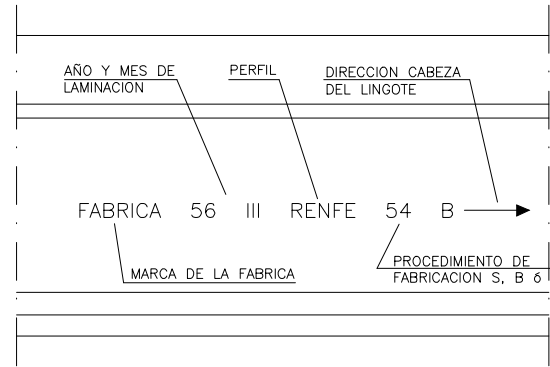 AÑO Y MES DE
LAMINACION
PERFIL
DIRECCION CABEZA
DEL LINGOTE
FABRICA 56 III RENFE 54 B
MARCA DE LA FABRICA
PROCEDIMIENTO DE
FABRICACION S, B ó